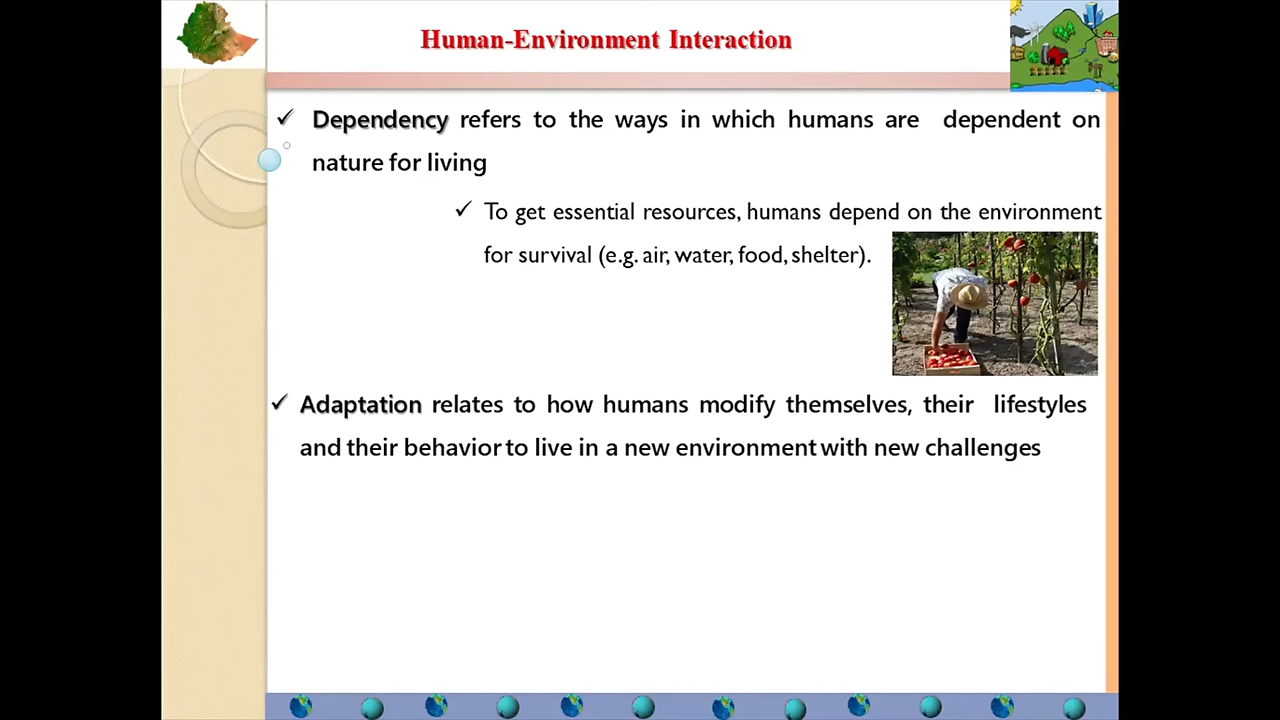 Human-Environment Interaction
✓ Dependency refers to the ways in which humans are dependent on
nature for living
✓ To get essential resources, humans depend on the environment
for survival (e.g. air, water, food, shelter).
✓ Adaptation relates to how humans modify themselves, their lifestyles
and their behavior to live in a new environment with new challenges